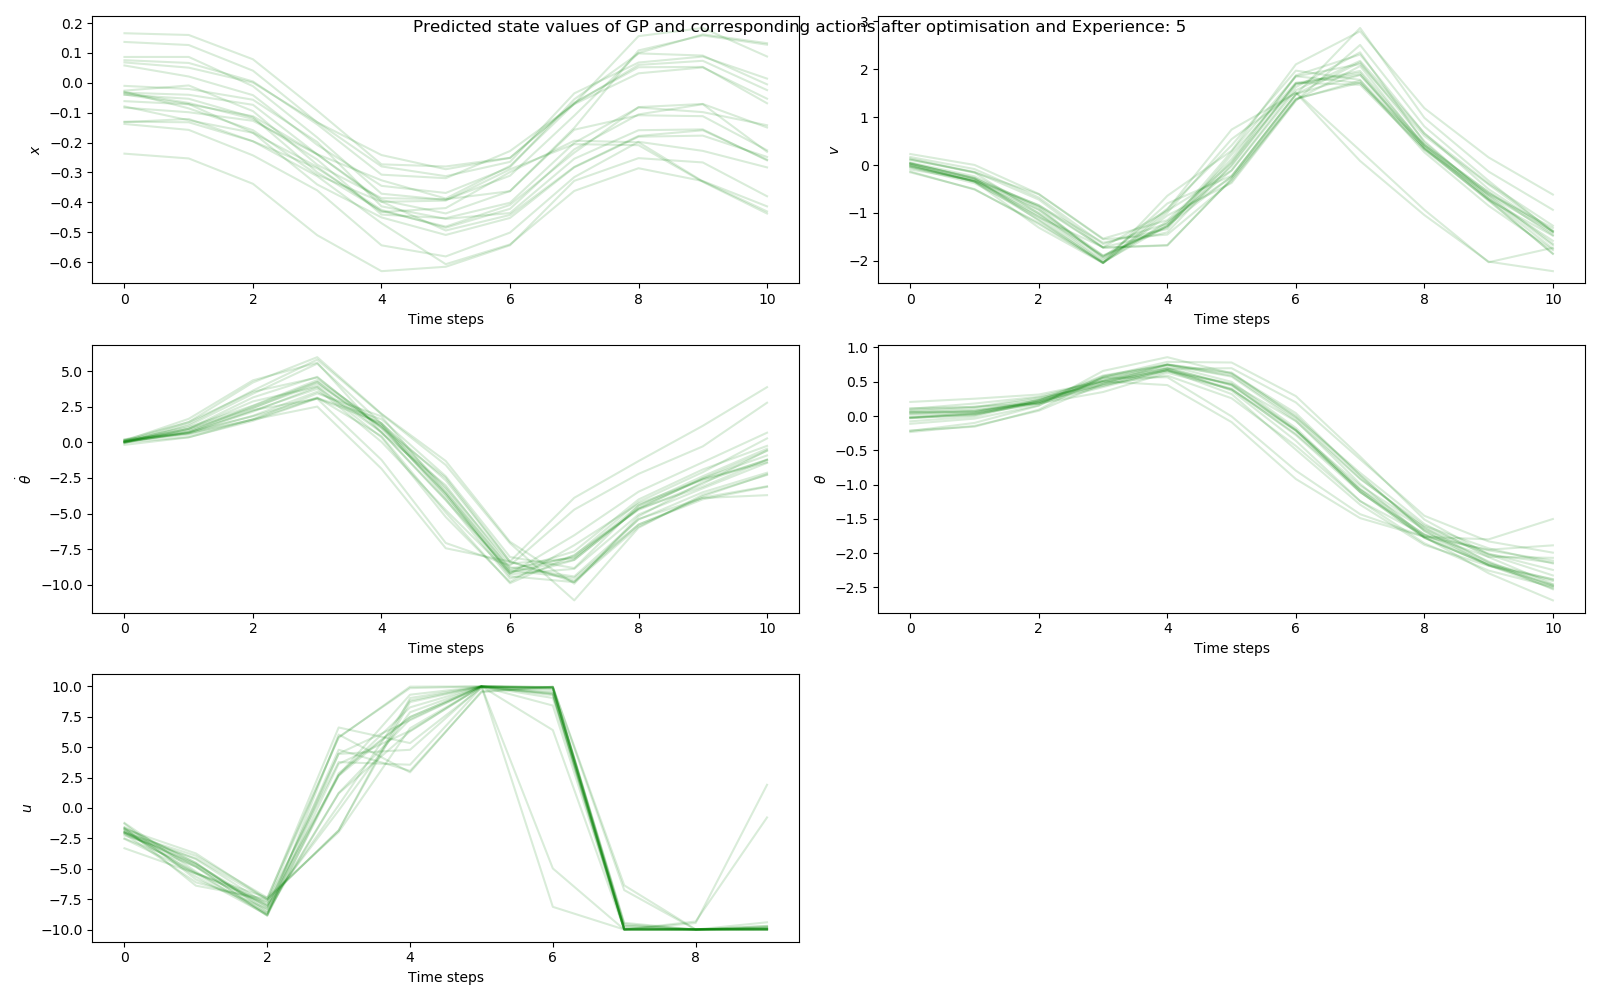 Predicted state values of GP and corresponding actions after optimisation and Experience: 5
0.2
0.1
0.0
−0.1
−0.2
−0.3
−0.4
−0.5
−0.6
x
0 2 4 6 8 10
Time steps
3
2
1
0
−1
−2
v
0 2 4 6 8 10
Time steps
5.0
2.5
0.0
−2.5
−5.0
−7.5
−10.0
θ̇
0 2 4 6 8 10
Time steps
1.0
0.5
0.0
−0.5
−1.0
−1.5
−2.0
−2.5
θ
0 2 4 6 8 10
Time steps
10.0
7.5
5.0
2.5
0.0
−2.5
−5.0
−7.5
−10.0
u
0 2 4 6 8
Time steps